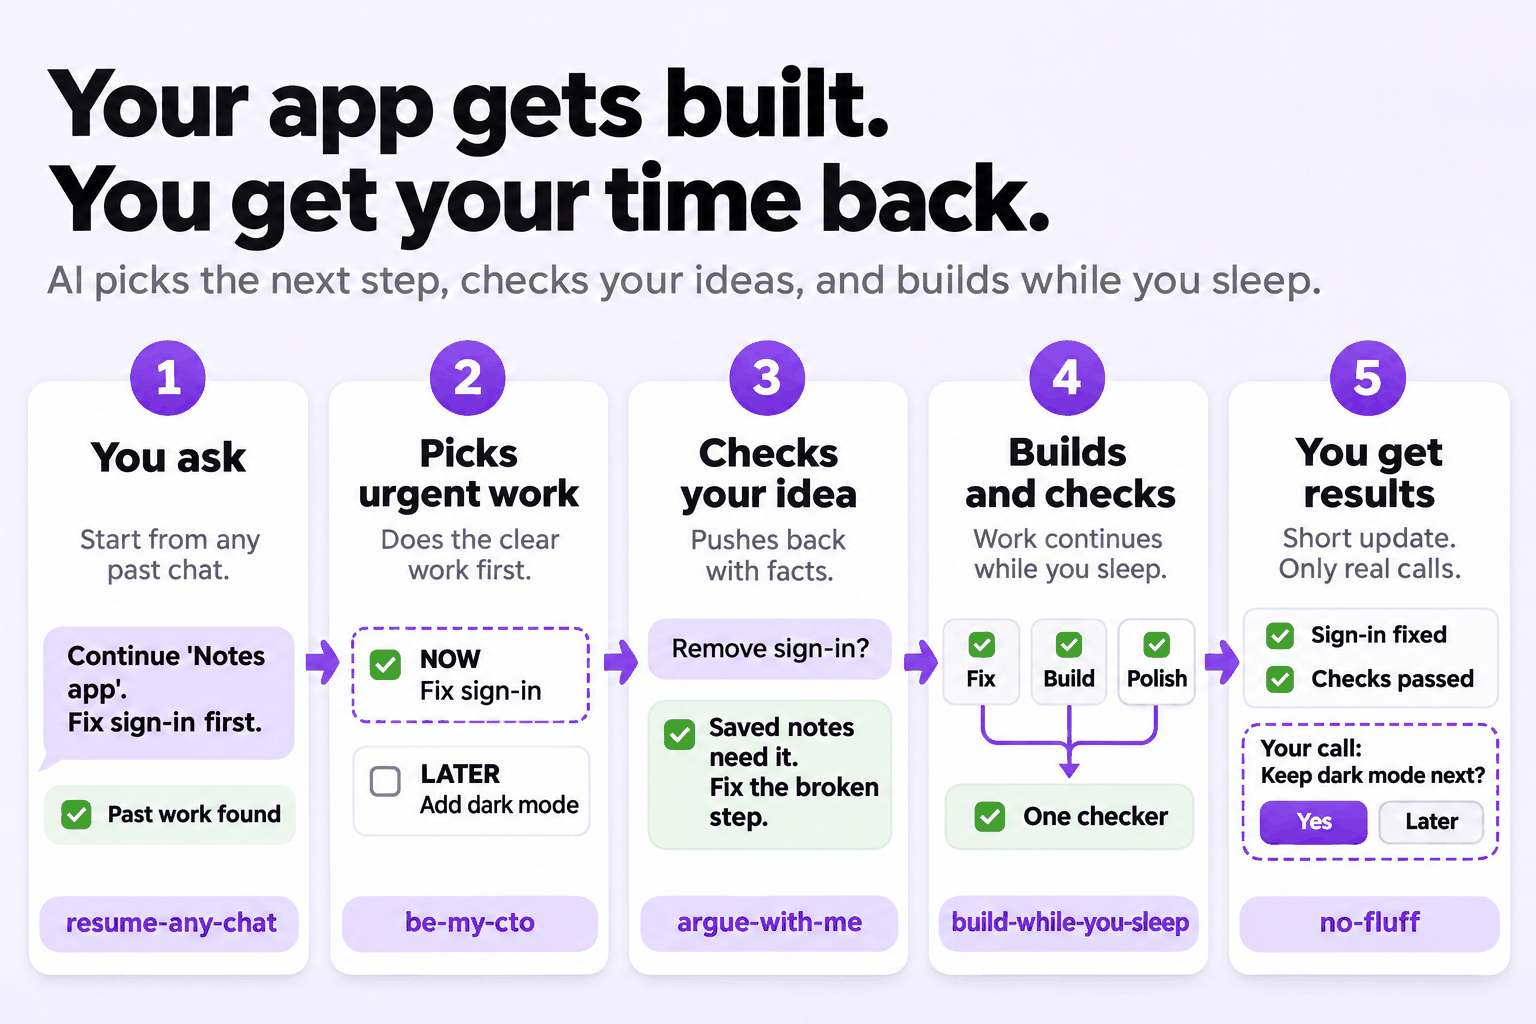 Your app gets built.
You get your time back.
AI picks the next step, checks your ideas, and builds while you sleep.
1
You ask
Start from any
past chat.
Continue 'Notes
app'.
Fix sign-in first.
Past work found
resume-any-chat
2
Picks
urgent work
Does the clear
work first.
NOW
Fix sign-in
LATER
Add dark mode
be-my-cto
3
Checks
your idea
Pushes back
with facts.
Remove sign-in?
Saved notes
need it.
Fix the broken
step.
argue-with-me
4
Builds
and checks
Work continues
while you sleep.
Fix
Build
Polish
One checker
build-while-you-sleep
5
You get
results
Short update.
Only real calls.
Sign-in fixed
Checks passed
Your call:
Keep dark mode next?
Yes
Later
no-fluff